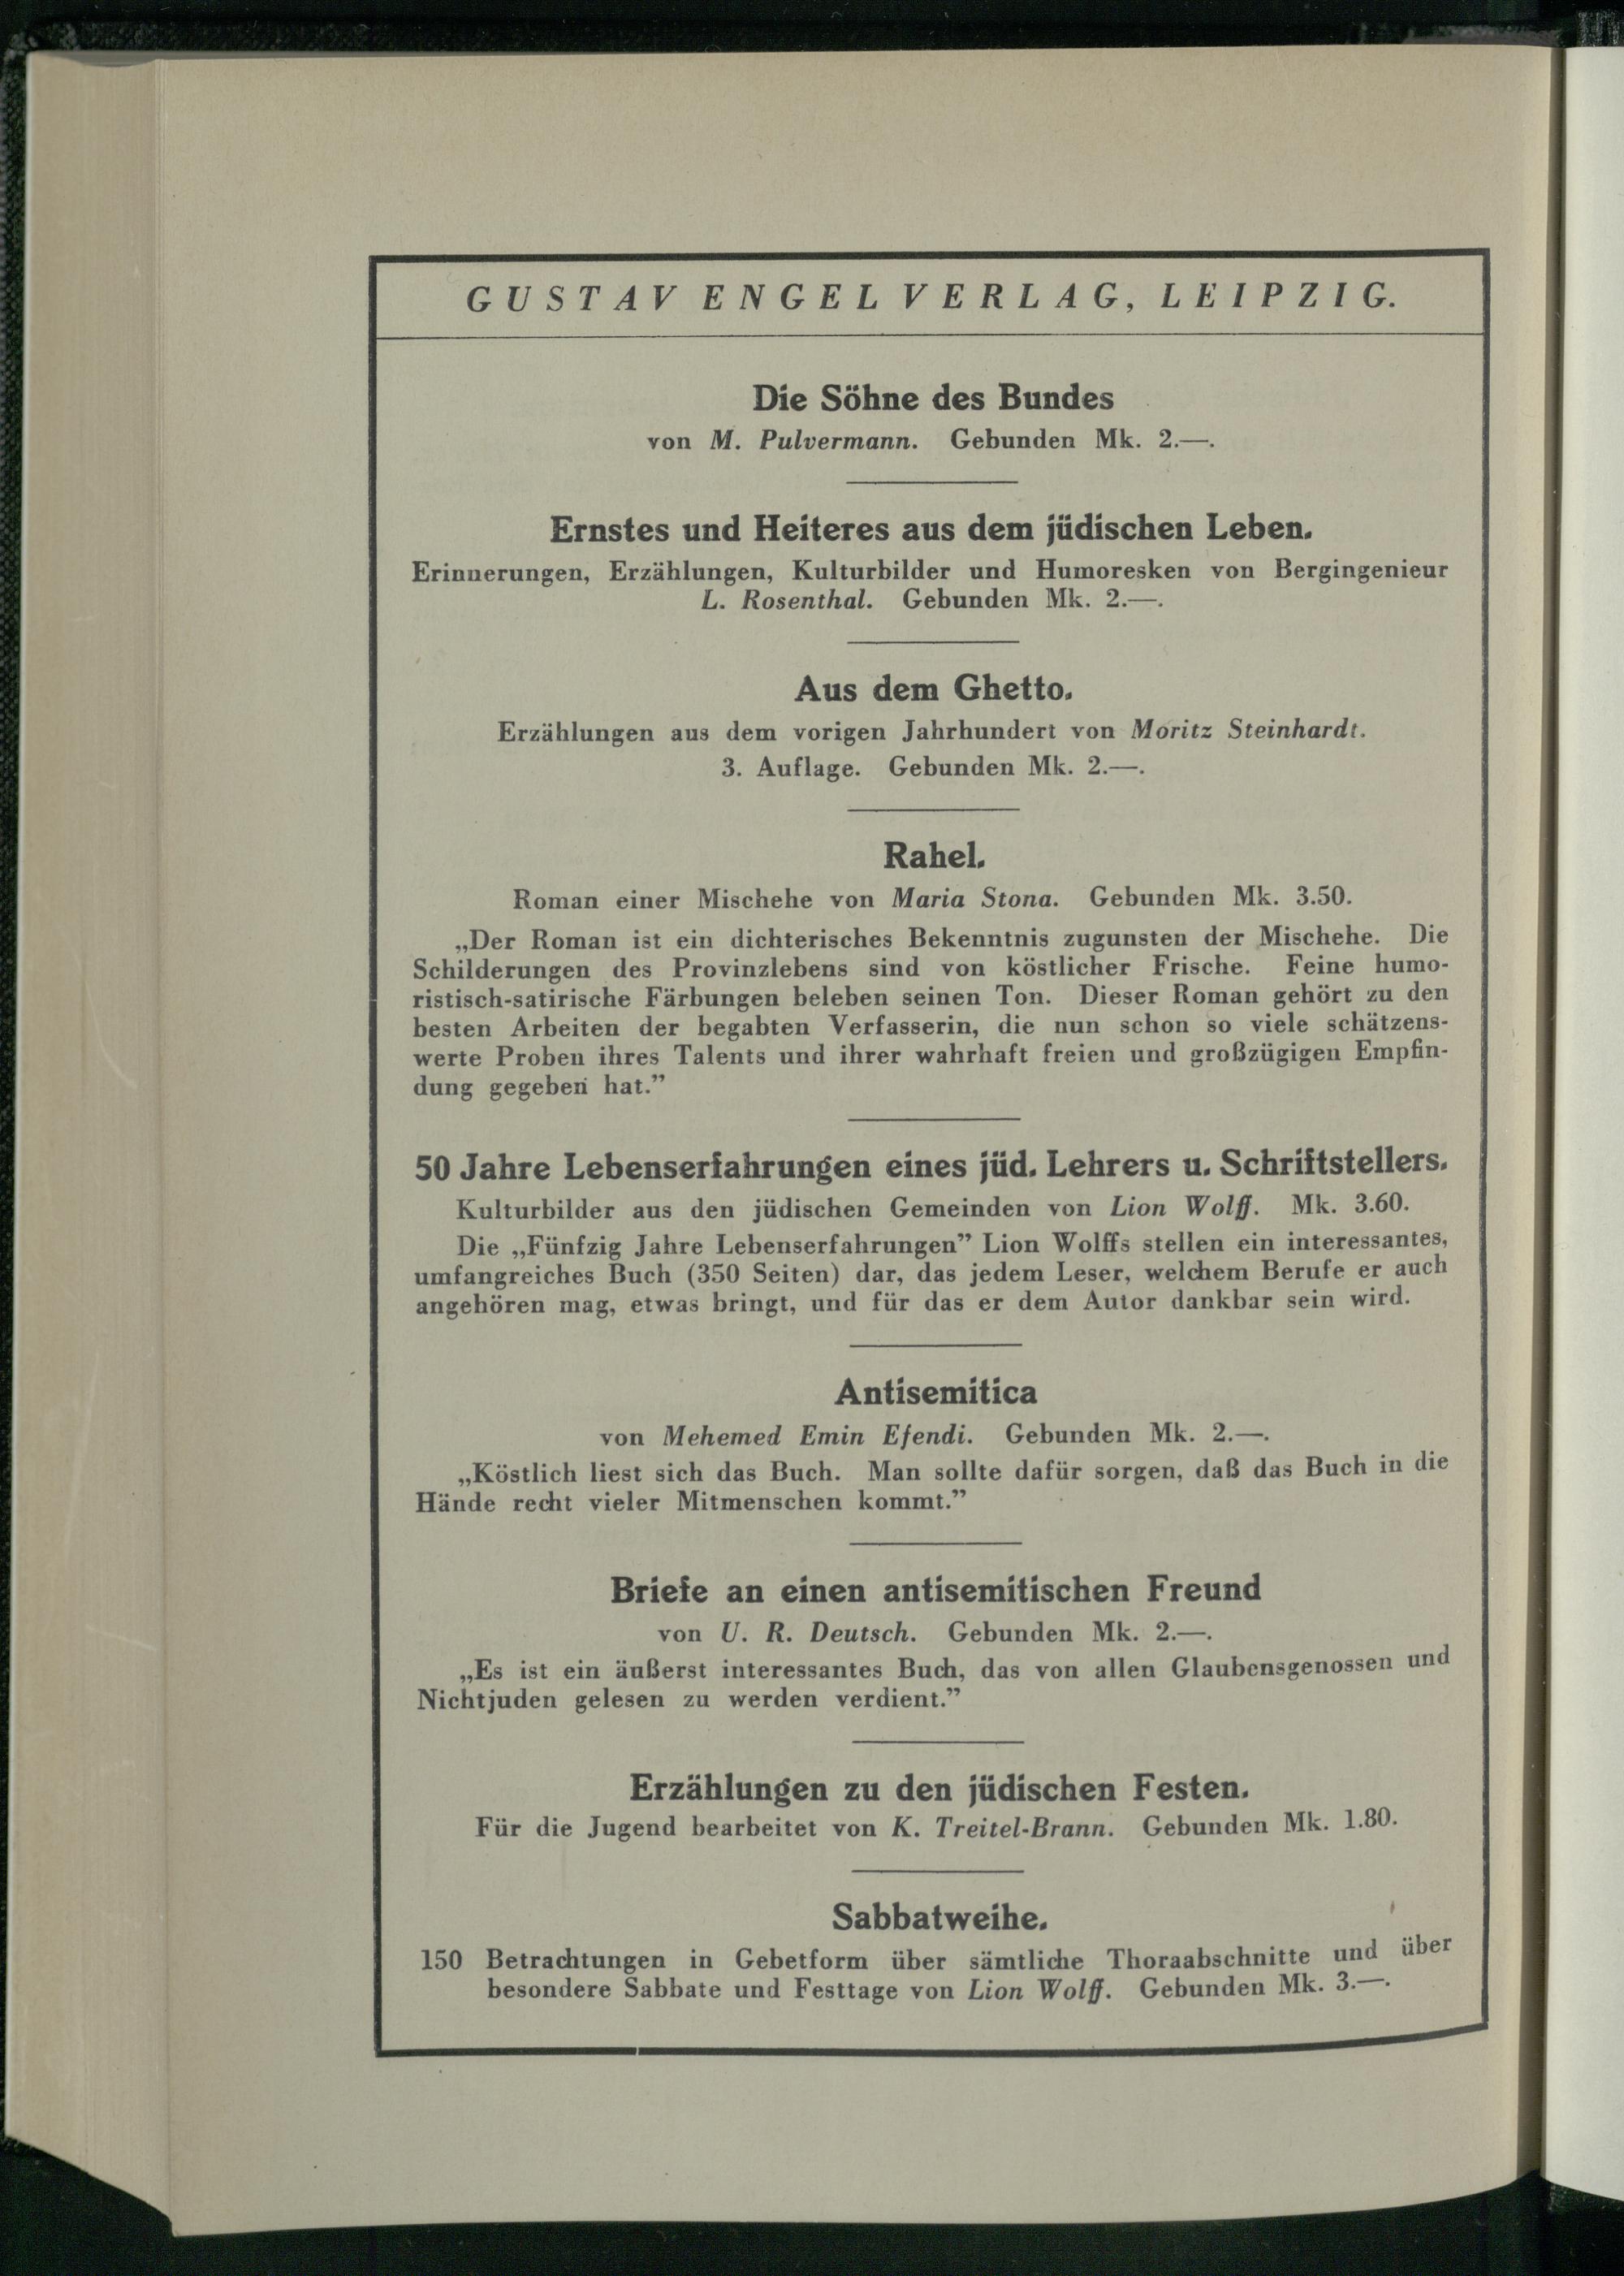 GUSTAV ENGEL VERLAG, LEIPZIG.
Die Söhne des Bundes
von M. Pulvermann. Gebunden Mk. 2.—.
Ernstes und Heiteres aus dem jüdischen Leben.
Erinnerungen, Erzählungen, Kulturbilder und Humoresken von Bergingenieur
L. Rosenthal. Gebunden Mk. 2.—.
Aus dem Ghetto.
Erzählungen aus dem vorigen Jahrhundert von Moritz Steinhardt.
3. Auflage. Gebunden Mk. 2.—.
Rahel.
Roman einer Mischehe von Maria Stona. Gebunden Mk. 3.50.
„Der Roman ist ein dichterisches Bekenntnis zugunsten der Mischehe. Die
Schilderungen des Provinzlebens sind von köstlicher Frische. Feine humo-
ristisch-satirische Färbungen beleben seinen Ton. Dieser Roman gehört zu den
besten Arbeiten der begabten Verfasserin, die nun schon so viele schätzens-
werte Proben ihres Talents und ihrer wahrhaft freien und großzügigen Empfin-
dung gegeben hat.”
50 Jahre Lebenserfahrungen eines jüd. Lehrers u. Schriftstellers.
Kulturbilder aus den jüdischen Gemeinden von Lion Wolff. Mk. 3.60.
Die „Fünfzig Jahre Lebenserfahrungen” Lion Wolffs stellen ein interessantes,
umfangreiches Buch (350 Seiten) dar, das jedem Leser, welchem Berufe er auch
angehören mag, etwas bringt, und für das er dem Autor dankbar sein wird.
Antisemitica
von Mehemed Emin Efendi. Gebunden Mk. 2.—.
„Köstlich liest sich das Buch. Man sollte dafür sorgen, daß das Buch in die
Hände recht vieler Mitmenschen kommt.”
Briefe an einen antisemitischen Freund
von U. R. Deutsch. Gebunden Mk. 2.—.
„Es ist ein äußerst interessantes Buch, das von allen Glaubensgenossen und
Nichtjuden gelesen zu werden verdient.”
Erzählungen zu den jüdischen Festen.
Für die Jugend bearbeitet von K. Treitel-Brann. Gebunden Mk. 1.80.
Sabbatweihe.
150 Betrachtungen in Gebetform über sämtliche Thoraabschnitte und über
besondere Sabbate und Festtage von Lion Wolff. Gebunden Mk. 3.—.